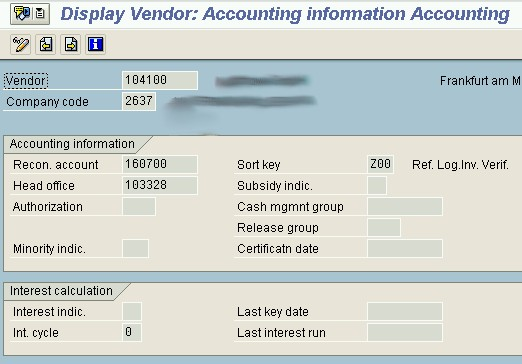 Display Vendor: Accounting information Accounting
Vendor 104100 Frankfurt am M
Company code 2637
Accounting information
Recon. account 160700 Sort key Z00 Ref. Log.Inv. Verif.
Head office 103328 Subsidy indic.
Authorization Cash mgmnt group
Release group
Minority indic. Certificatn date
Interest calculation
Interest indic. Last key date
Int. cycle 0 Last interest run